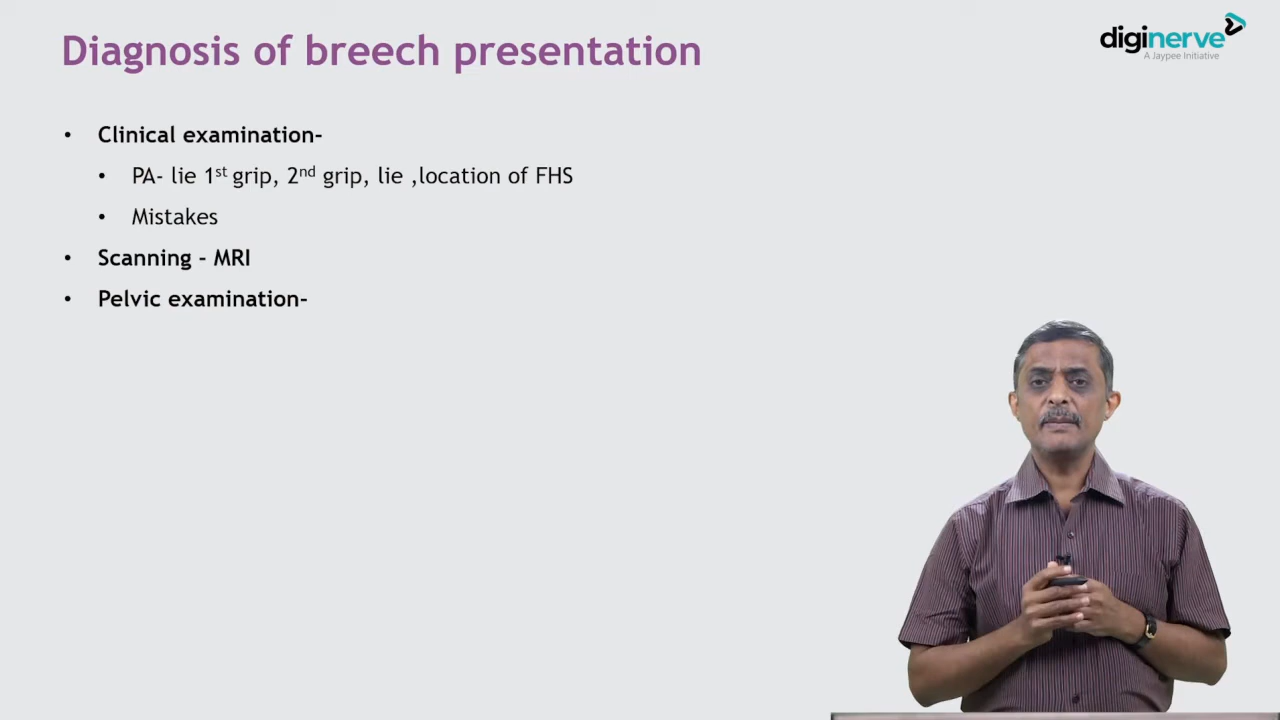 Diagnosis of breech presentation
diginerve
A Jaypee Initiative
• Clinical examination-
• PA- lie 1st grip, 2nd grip, lie ,location of FHS
• Mistakes
• Scanning - MRI
• Pelvic examination-